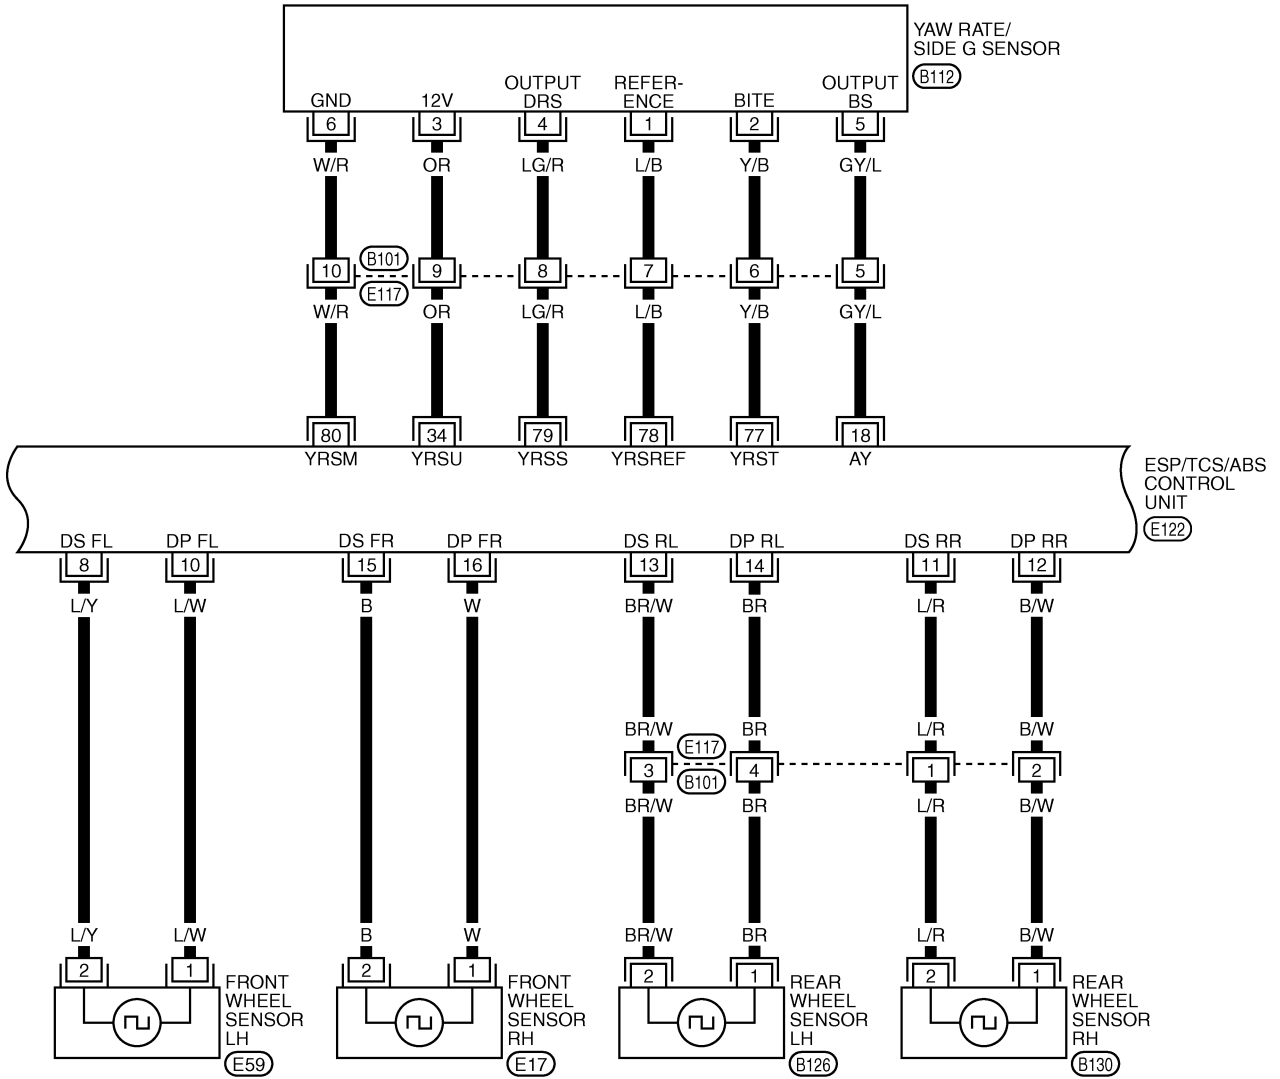 YAW RATE/
SIDE G SENSOR
B112
GND
12V
OUTPUT
DRS
REFER-
ENCE
BITE
OUTPUT
BS
6 3 4 1 2 5
W/R OR LG/R L/B Y/B GY/L
B101
10 9 8 7 6 5
E117
W/R OR LG/R L/B Y/B GY/L
80 34 79 78 77 18
YRSM YRSU YRSS YRSREF YRST AY
ESP/TCS/ABS
CONTROL
UNIT
E122
DS FL DP FL DS FR DP FR DS RL DP RL DS RR DP RR
8 10 15 16 13 14 11 12
L/Y L/W B W BR/W BR L/R B/W
BR/W BR L/R B/W
E117
3 4 1 2
B101
BR/W BR L/R B/W
L/Y L/W B W BR/W BR L/R B/W
2 1 2 1 2 1 2 1
FRONT
WHEEL
SENSOR
LH
E59
FRONT
WHEEL
SENSOR
RH
E17
REAR
WHEEL
SENSOR
LH
B126
REAR
WHEEL
SENSOR
RH
B130